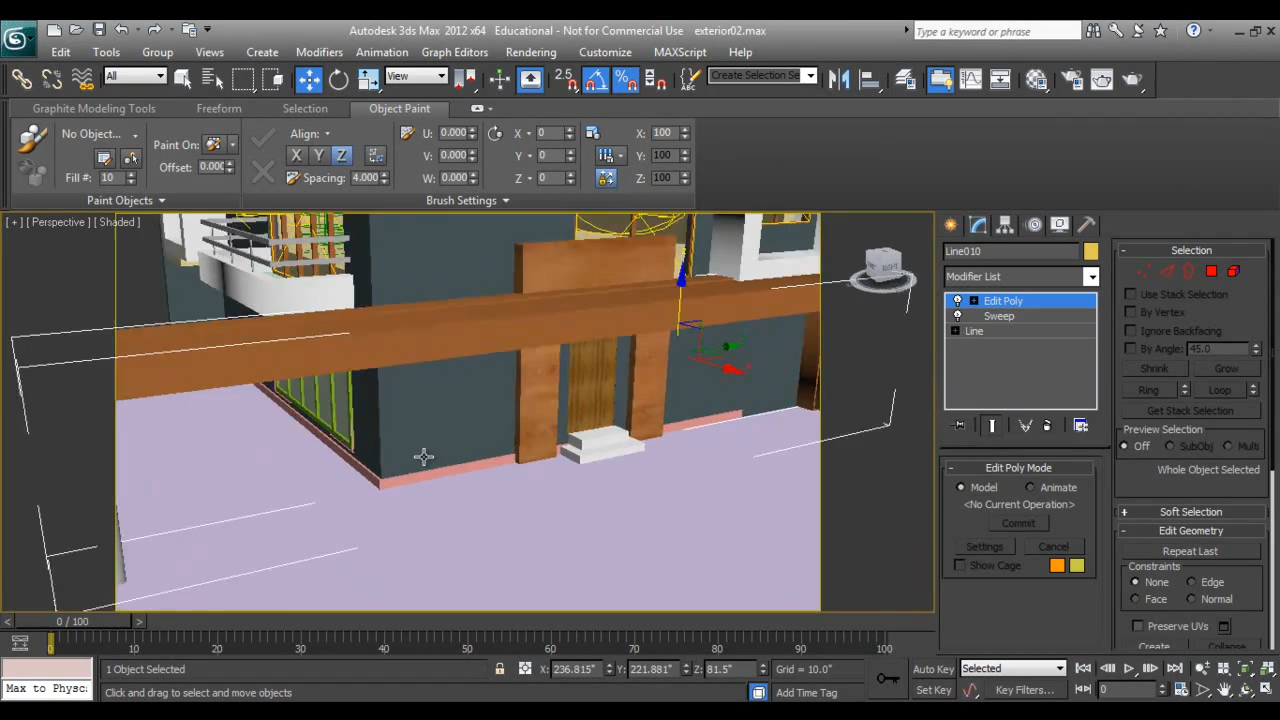 Autodesk 3ds Max 2012 x64   Educational - Not for Commercial Use   exterior02.max
Type a keyword or phrase
Edit Tools Group Views Create Modifiers Animation Graph Editors Rendering Customize MAXScript Help
All View 2.5 Create Selection Se
Graphite Modeling Tools Freeform Selection Object Paint
No Object... Paint On: Align: U: 0.000 X 0 X: 100
X Y Z V: 0.000 Y 0 Y: 100
Offset: 0.000
Fill #: 10 Spacing: 4.000 W: 0.000 Z 0 Z: 100
Paint Objects Brush Settings
[ + ] [ Perspective ] [ Shaded ]
Line010
Modifier List
Edit Poly
Sweep
Line
Edit Poly Mode
Model Animate
<No Current Operation>
Commit
Settings Cancel
Show Cage
Selection
Use Stack Selection
By Vertex
Ignore Backfacing
By Angle: 45.0
Shrink Grow
Ring Loop
Get Stack Selection
Preview Selection
Off SubObj Multi
Whole Object Selected
Soft Selection
Edit Geometry
Repeat Last
Constraints
None Edge
Face Normal
Preserve UVs
Create Collapse
0 / 100
0 10 20 30 40 50 60 70 80 90 100
1 Object Selected X: 236.815" Y: 221.881" Z: 81.5" Grid = 10.0" Auto Key Selected
Max to Physc: Click and drag to select and move objects Add Time Tag Set Key Key Filters... 0